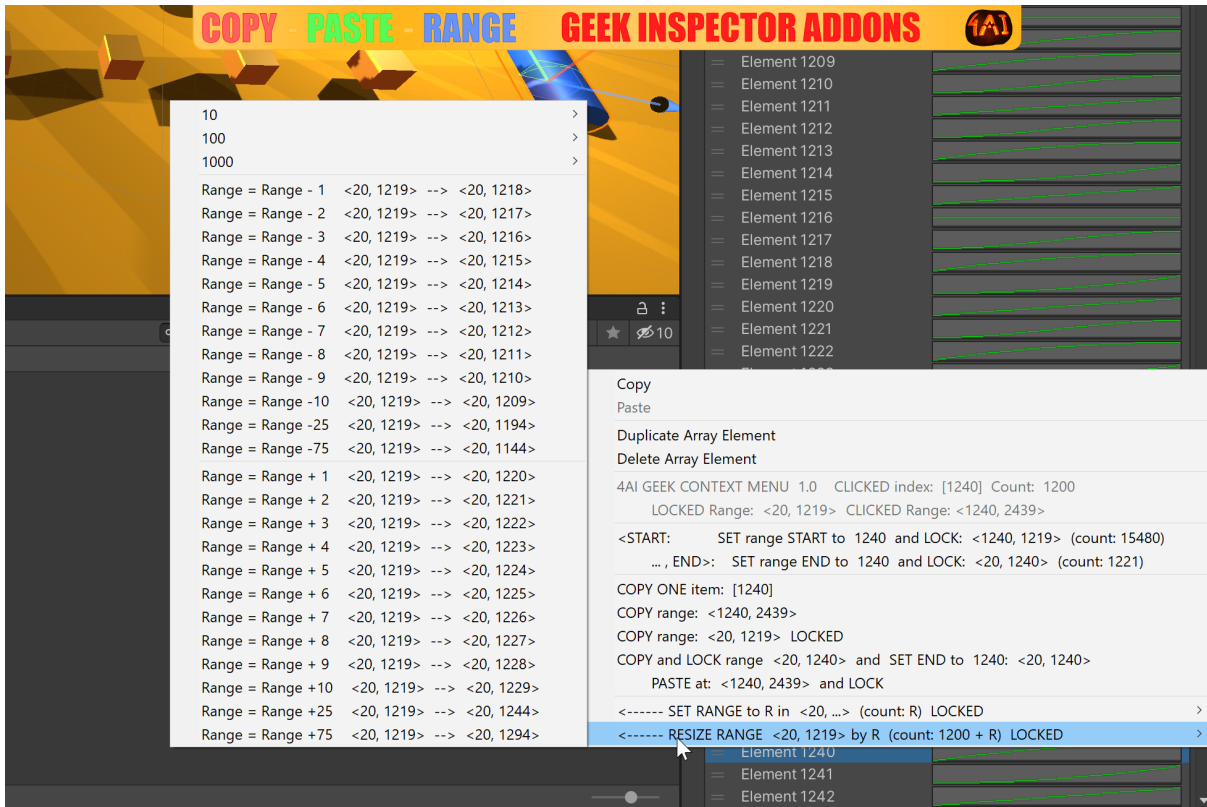 COPY - PASTE - RANGE GEEK INSPECTOR ADDONS 4AI
Element 1209
Element 1210
Element 1211
Element 1212
Element 1213
Element 1214
Element 1215
Element 1216
Element 1217
Element 1218
Element 1219
Element 1220
Element 1221
Element 1222
10
10 >
100 >
1000 >
Range = Range - 1 <20, 1219> --> <20, 1218>
Range = Range - 2 <20, 1219> --> <20, 1217>
Range = Range - 3 <20, 1219> --> <20, 1216>
Range = Range - 4 <20, 1219> --> <20, 1215>
Range = Range - 5 <20, 1219> --> <20, 1214>
Range = Range - 6 <20, 1219> --> <20, 1213>
Range = Range - 7 <20, 1219> --> <20, 1212>
Range = Range - 8 <20, 1219> --> <20, 1211>
Range = Range - 9 <20, 1219> --> <20, 1210>
Range = Range -10 <20, 1219> --> <20, 1209>
Range = Range -25 <20, 1219> --> <20, 1194>
Range = Range -75 <20, 1219> --> <20, 1144>
Range = Range + 1 <20, 1219> --> <20, 1220>
Range = Range + 2 <20, 1219> --> <20, 1221>
Range = Range + 3 <20, 1219> --> <20, 1222>
Range = Range + 4 <20, 1219> --> <20, 1223>
Range = Range + 5 <20, 1219> --> <20, 1224>
Range = Range + 6 <20, 1219> --> <20, 1225>
Range = Range + 7 <20, 1219> --> <20, 1226>
Range = Range + 8 <20, 1219> --> <20, 1227>
Range = Range + 9 <20, 1219> --> <20, 1228>
Range = Range +10 <20, 1219> --> <20, 1229>
Range = Range +25 <20, 1219> --> <20, 1244>
Range = Range +75 <20, 1219> --> <20, 1294>
Copy
Paste
Duplicate Array Element
Delete Array Element
4AI GEEK CONTEXT MENU 1.0 CLICKED index: [1240] Count: 1200
LOCKED Range: <20, 1219> CLICKED Range: <1240, 2439>
<START: SET range START to 1240 and LOCK: <1240, 1219> (count: 15480)
... , END>: SET range END to 1240 and LOCK: <20, 1240> (count: 1221)
COPY ONE item: [1240]
COPY range: <1240, 2439>
COPY range: <20, 1219> LOCKED
COPY and LOCK range <20, 1240> and SET END to 1240: <20, 1240>
PASTE at: <1240, 2439> and LOCK
<------ SET RANGE to R in <20, ...> (count: R) LOCKED >
<------ RESIZE RANGE <20, 1219> by R (count: 1200 + R) LOCKED >
Element 1240
Element 1241
Element 1242